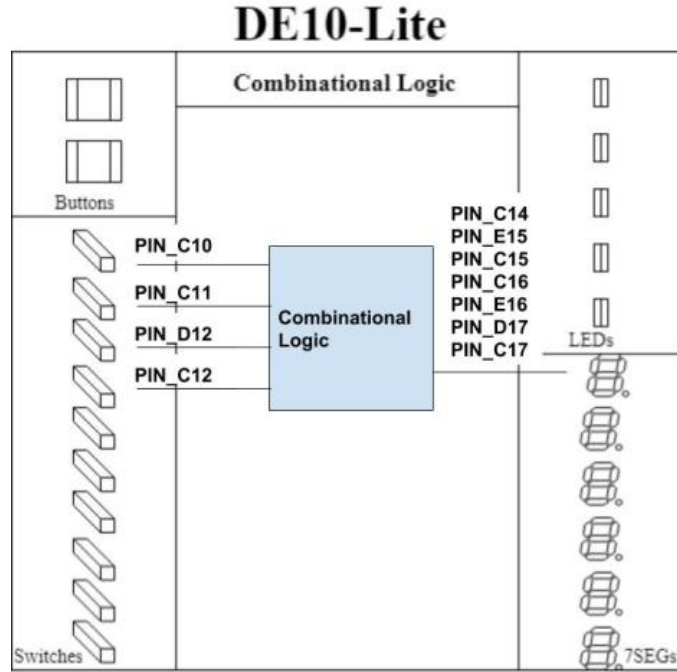 DE10-Lite
Combinational Logic
Buttons
PIN_C10
PIN_C11
PIN_D12
PIN_C12
Combinational
Logic
PIN_C14
PIN_E15
PIN_C15
PIN_C16
PIN_E16
PIN_D17
PIN_C17
LEDs
Switches
7SEGs